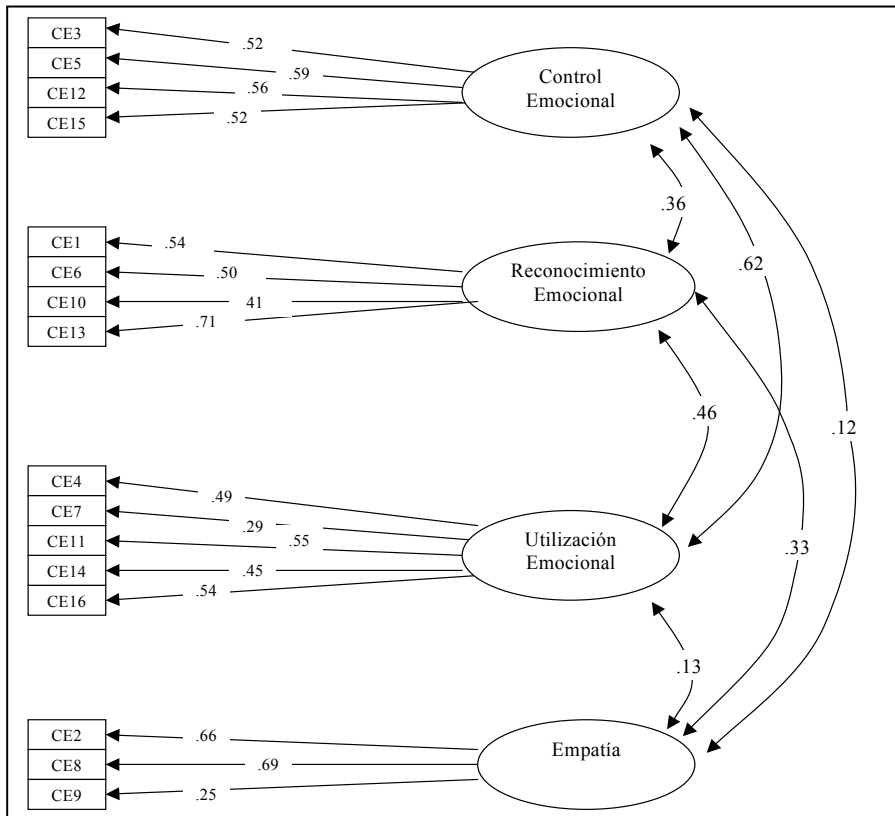 CE3
CE5
CE12
CE15
.52
.59
.56
.52
Control
Emocional
.36
.62
.12
CE1
CE6
CE10
CE13
.54
.50
41
.71
Reconocimiento
Emocional
.46
.33
CE4
CE7
CE11
CE14
CE16
.49
.29
.55
.45
.54
Utilización
Emocional
.13
CE2
CE8
CE9
.66
.69
.25
Empatía